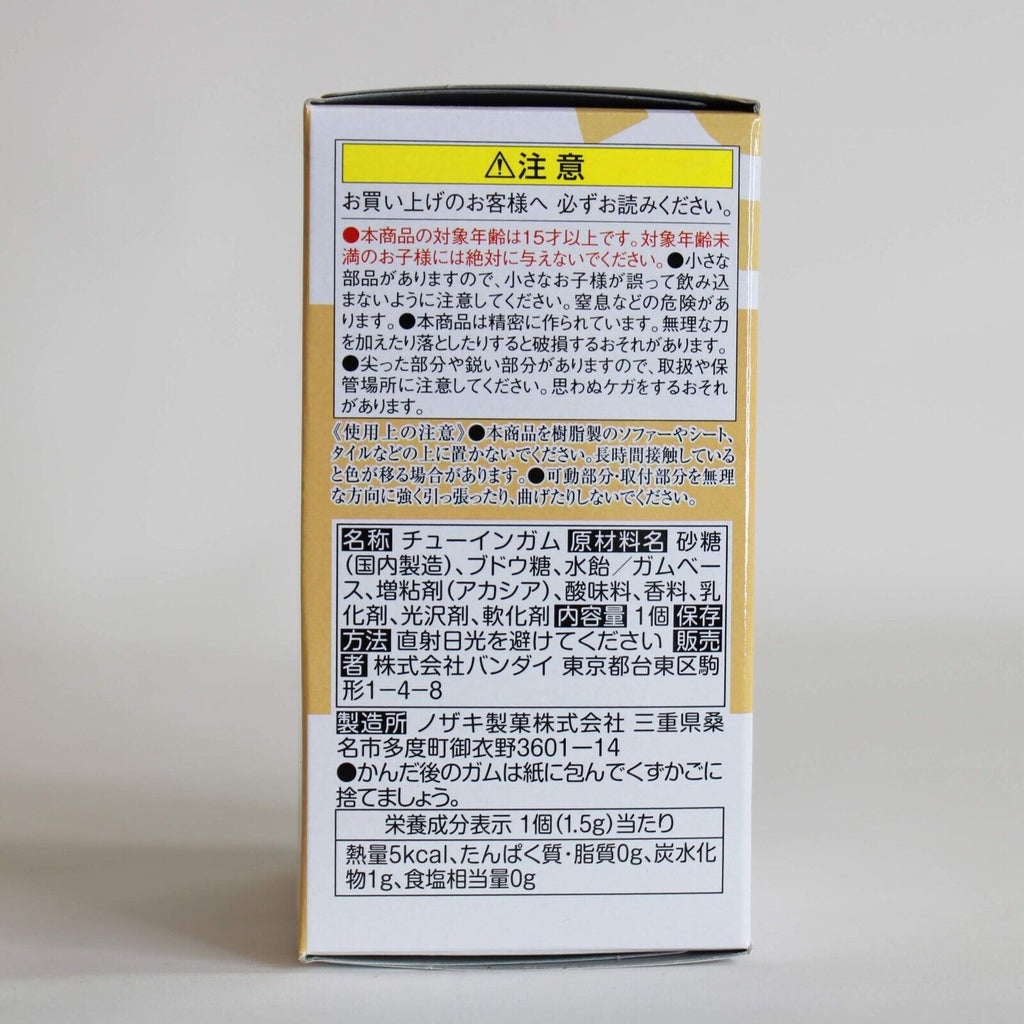 ⚠注意
お買い上げのお客様へ 必ずお読みください。
●本商品の対象年齢は15才以上です。対象年齢未
満のお子様には絶対に与えないでください。●小さな
部品がありますので、小さなお子様が誤って飲み込
まないように注意してください。窒息などの危険があ
ります。●本商品は精密に作られています。無理な力
を加えたり落としたりすると破損するおそれがあります。
●尖った部分や鋭い部分がありますので、取扱や保
管場所に注意してください。思わぬケガをするおそれ
があります。
《使用上の注意》●本商品を樹脂製のソファーやシート、
タイルなどの上に置かないでください。長時間接触している
と色が移る場合があります。●可動部分・取付部分を無理
な方向に強く引っ張ったり、曲げたりしないでください。
名称 チューインガム 原材料名 砂糖
(国内製造)、ブドウ糖、水飴／ガムベー
ス、増粘剤(アカシア)、酸味料、香料、乳
化剤、光沢剤、軟化剤 内容量 1個 保存
方法 直射日光を避けてください 販売
者 株式会社バンダイ 東京都台東区駒
形1−4−8
製造所 ノザキ製菓株式会社 三重県桑
名市多度町御衣野3601−14
●かんだ後のガムは紙に包んでくずかごに
捨てましょう。
栄養成分表示 1個(1.5g)当たり
熱量5kcal、たんぱく質・脂質0g、炭水化
物1g、食塩相当量0g